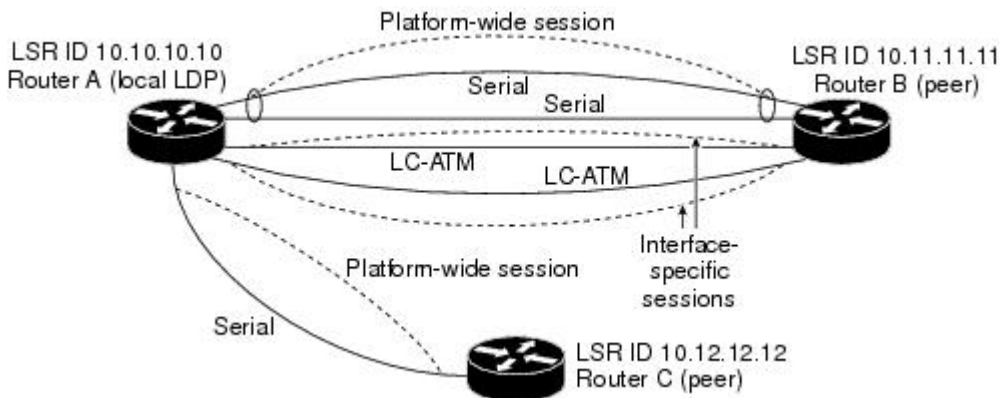 Platform-wide session
LSR ID 10.10.10.10
Router A (local LDP)
LSR ID 10.11.11.11
Router B (peer)
Serial
Serial
LC-ATM
LC-ATM
Interface-
specific
sessions
Platform-wide session
Serial
LSR ID 10.12.12.12
Router C (peer)